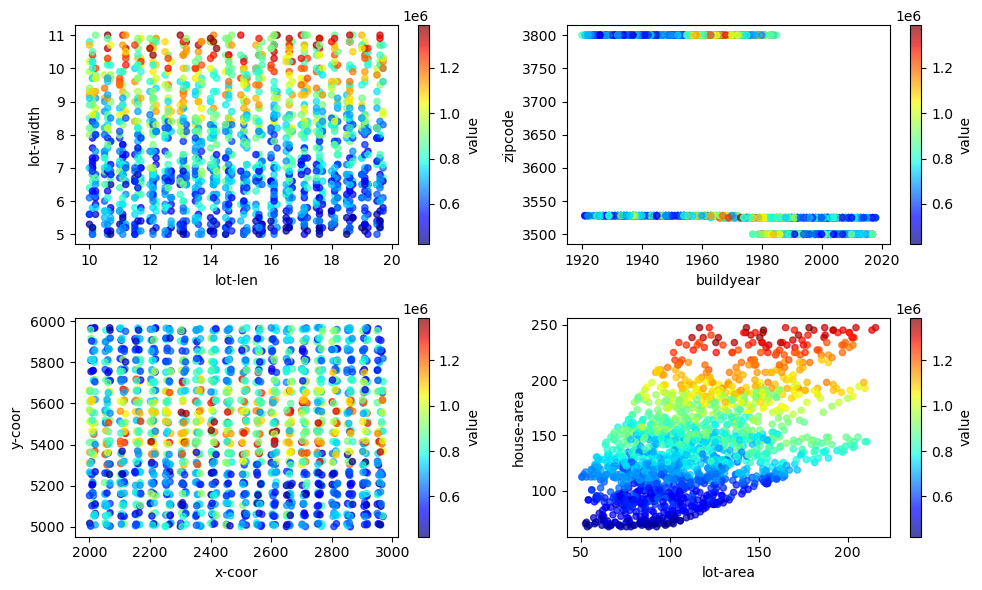 1e6
11
10
9
8
7
6
5
lot-width
10 12 14 16 18 20
lot-len
1.2
1.0
0.8
0.6
value
1e6
3800
3750
3700
3650
3600
3550
3500
zipcode
1920 1940 1960 1980 2000 2020
buildyear
1.2
1.0
0.8
0.6
value
1e6
6000
5800
5600
5400
5200
5000
y-coor
2000 2200 2400 2600 2800 3000
x-coor
1.2
1.0
0.8
0.6
value
1e6
250
200
150
100
house-area
50 100 150 200
lot-area
1.2
1.0
0.8
0.6
value